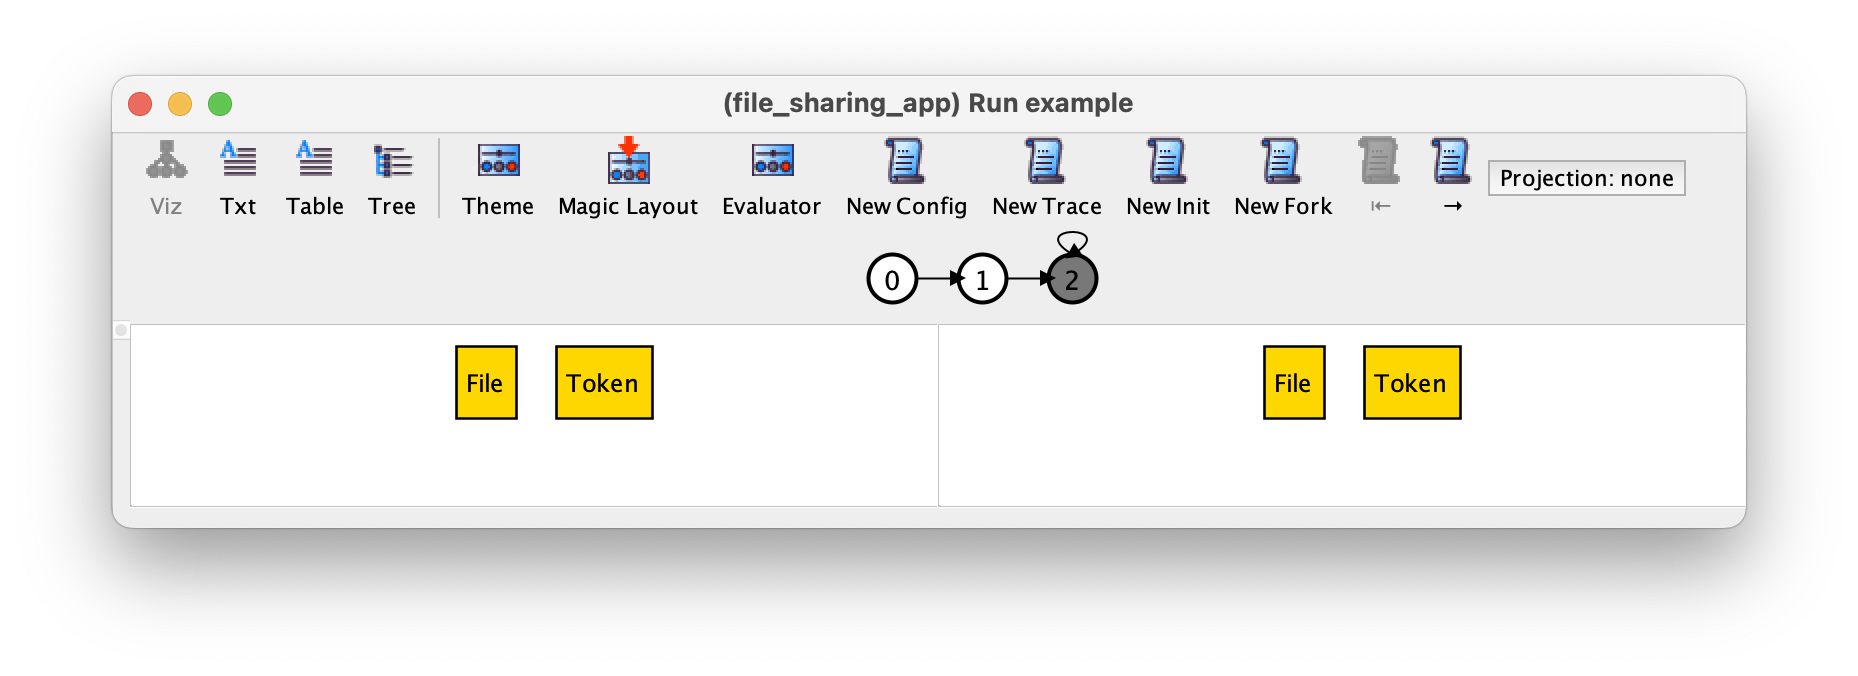 (file_sharing_app) Run example
Viz Txt Table Tree Theme Magic Layout Evaluator New Config New Trace New Init New Fork ⇤ → Projection: none
0 1 2
File Token File Token